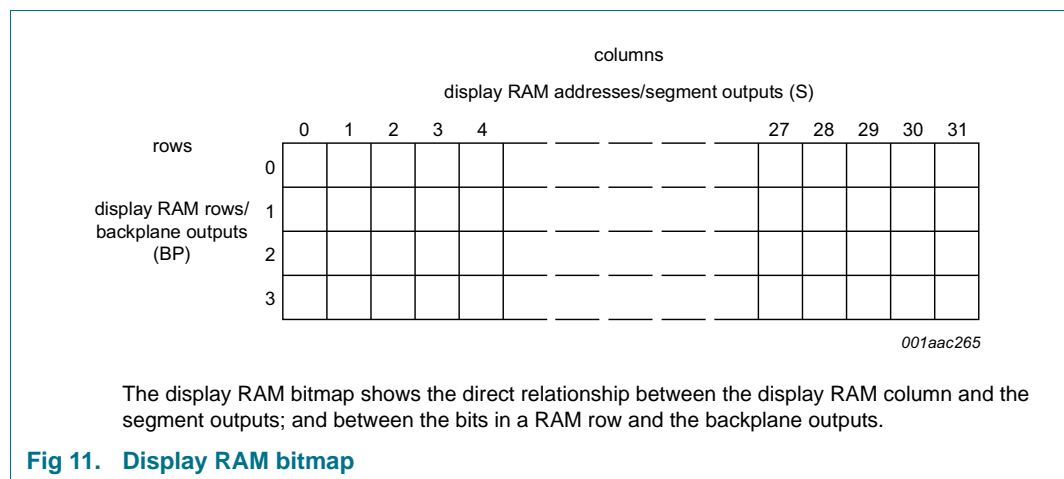 columns
display RAM addresses/segment outputs (S)
0 1 2 3 4 27 28 29 30 31
rows
0
display RAM rows/ 1
backplane outputs
(BP) 2
3
001aac265
The display RAM bitmap shows the direct relationship between the display RAM column and the
segment outputs; and between the bits in a RAM row and the backplane outputs.
Fig 11. Display RAM bitmap